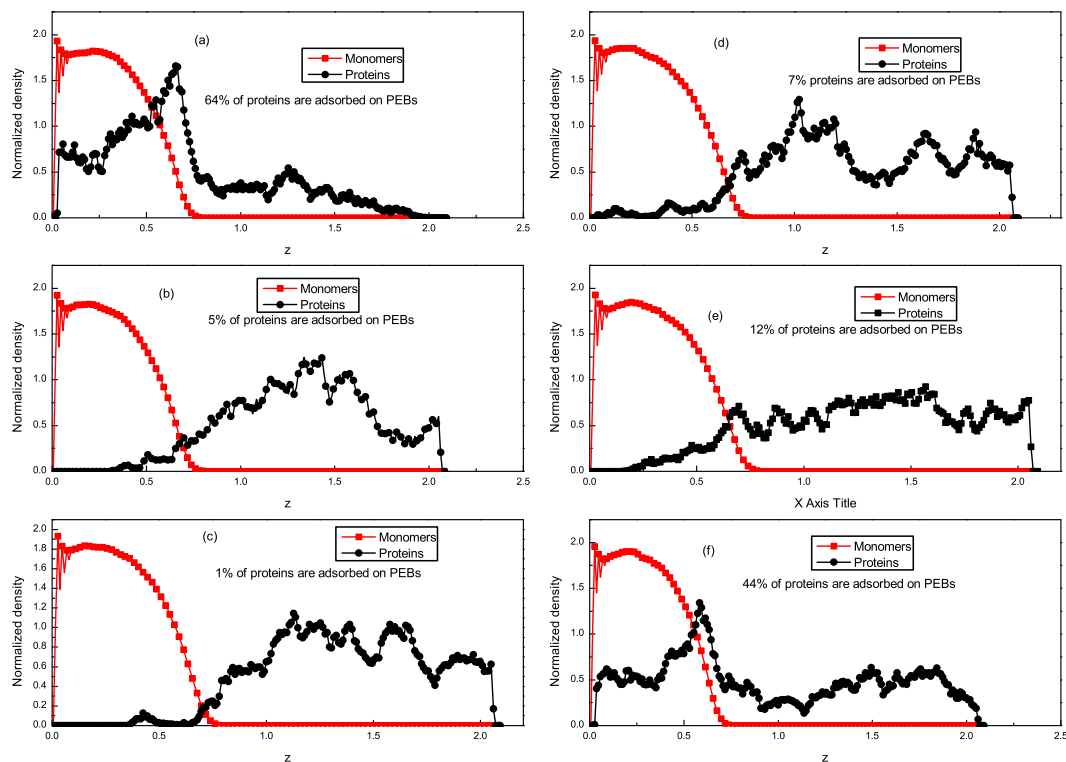 (a)
Monomers
Proteins
64% of proteins are adsorbed on PEBs
Normalized density
2.0
1.5
1.0
0.5
0.0
0.0 0.5 1.0 1.5 2.0 2.5
z
(d)
Monomers
Proteins
7% proteins are adsorbed on PEBs
Normalized density
2.0
1.5
1.0
0.5
0.0
0.0 0.5 1.0 1.5 2.0
z
(b)
Monomers
Proteins
5% of proteins are adsorbed on PEBs
Normalized density
2.0
1.5
1.0
0.5
0.0
0.0 0.5 1.0 1.5 2.0 2.5
z
(e)
Monomers
Proteins
12% of proteins are adsorbed on PEBs
Normalized density
2.0
1.5
1.0
0.5
0.0
0.0 0.5 1.0 1.5 2.0
X Axis Title
(c)
Monomers
Proteins
1% of proteins are adsorbed on PEBs
Normalized density
2.0
1.8
1.6
1.4
1.2
1.0
0.8
0.6
0.4
0.2
0.0
0.0 0.5 1.0 1.5 2.0
z
(f)
Monomers
Proteins
44% of proteins are adsorbed on PEBs
Normalized density
2.0
1.5
1.0
0.5
0.0
0.0 0.5 1.0 1.5 2.0 2.5
z